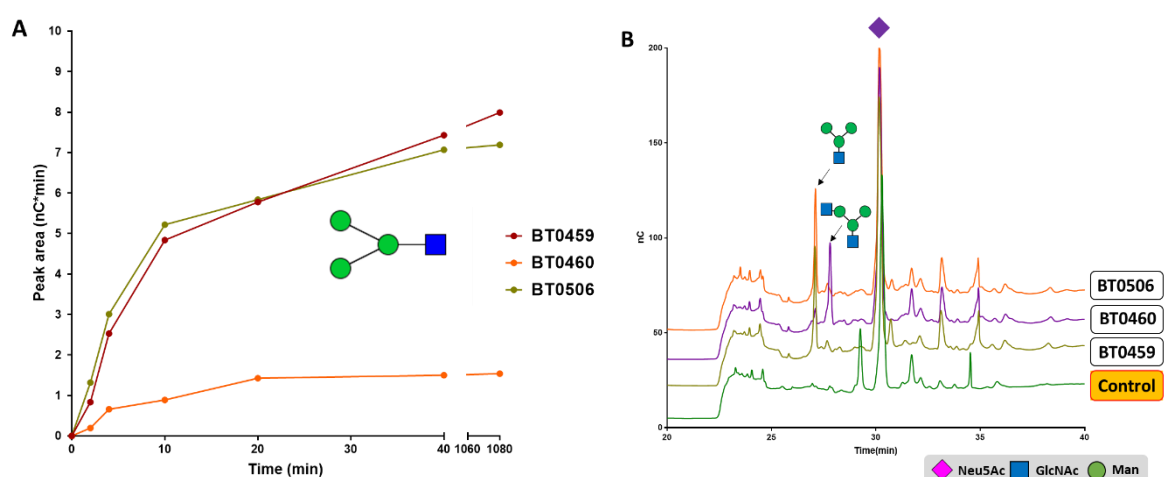 A
Peak area (nC*min)
10
9
8
7
6
5
4
3
2
1
0
0 10 20 30 40 1060 1080
Time (min)
BT0459
BT0460
BT0506
B
nC
200
150
100
50
0
20 25 30 35 40
Time(min)
BT0506
BT0460
BT0459
Control
Neu5Ac GlcNAc Man